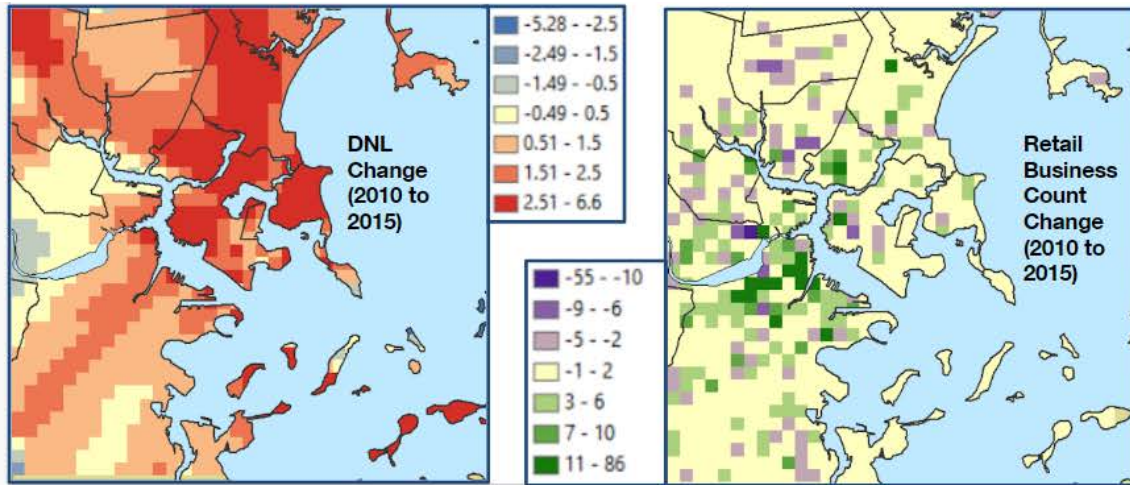 DNL
Change
(2010 to
2015)
-5.28 - -2.5
-2.49 - -1.5
-1.49 - -0.5
-0.49 - 0.5
0.51 - 1.5
1.51 - 2.5
2.51 - 6.6
Retail
Business
Count
Change
(2010 to
2015)
-55 - -10
-9 - -6
-5 - -2
-1 - 2
3 - 6
7 - 10
11 - 86